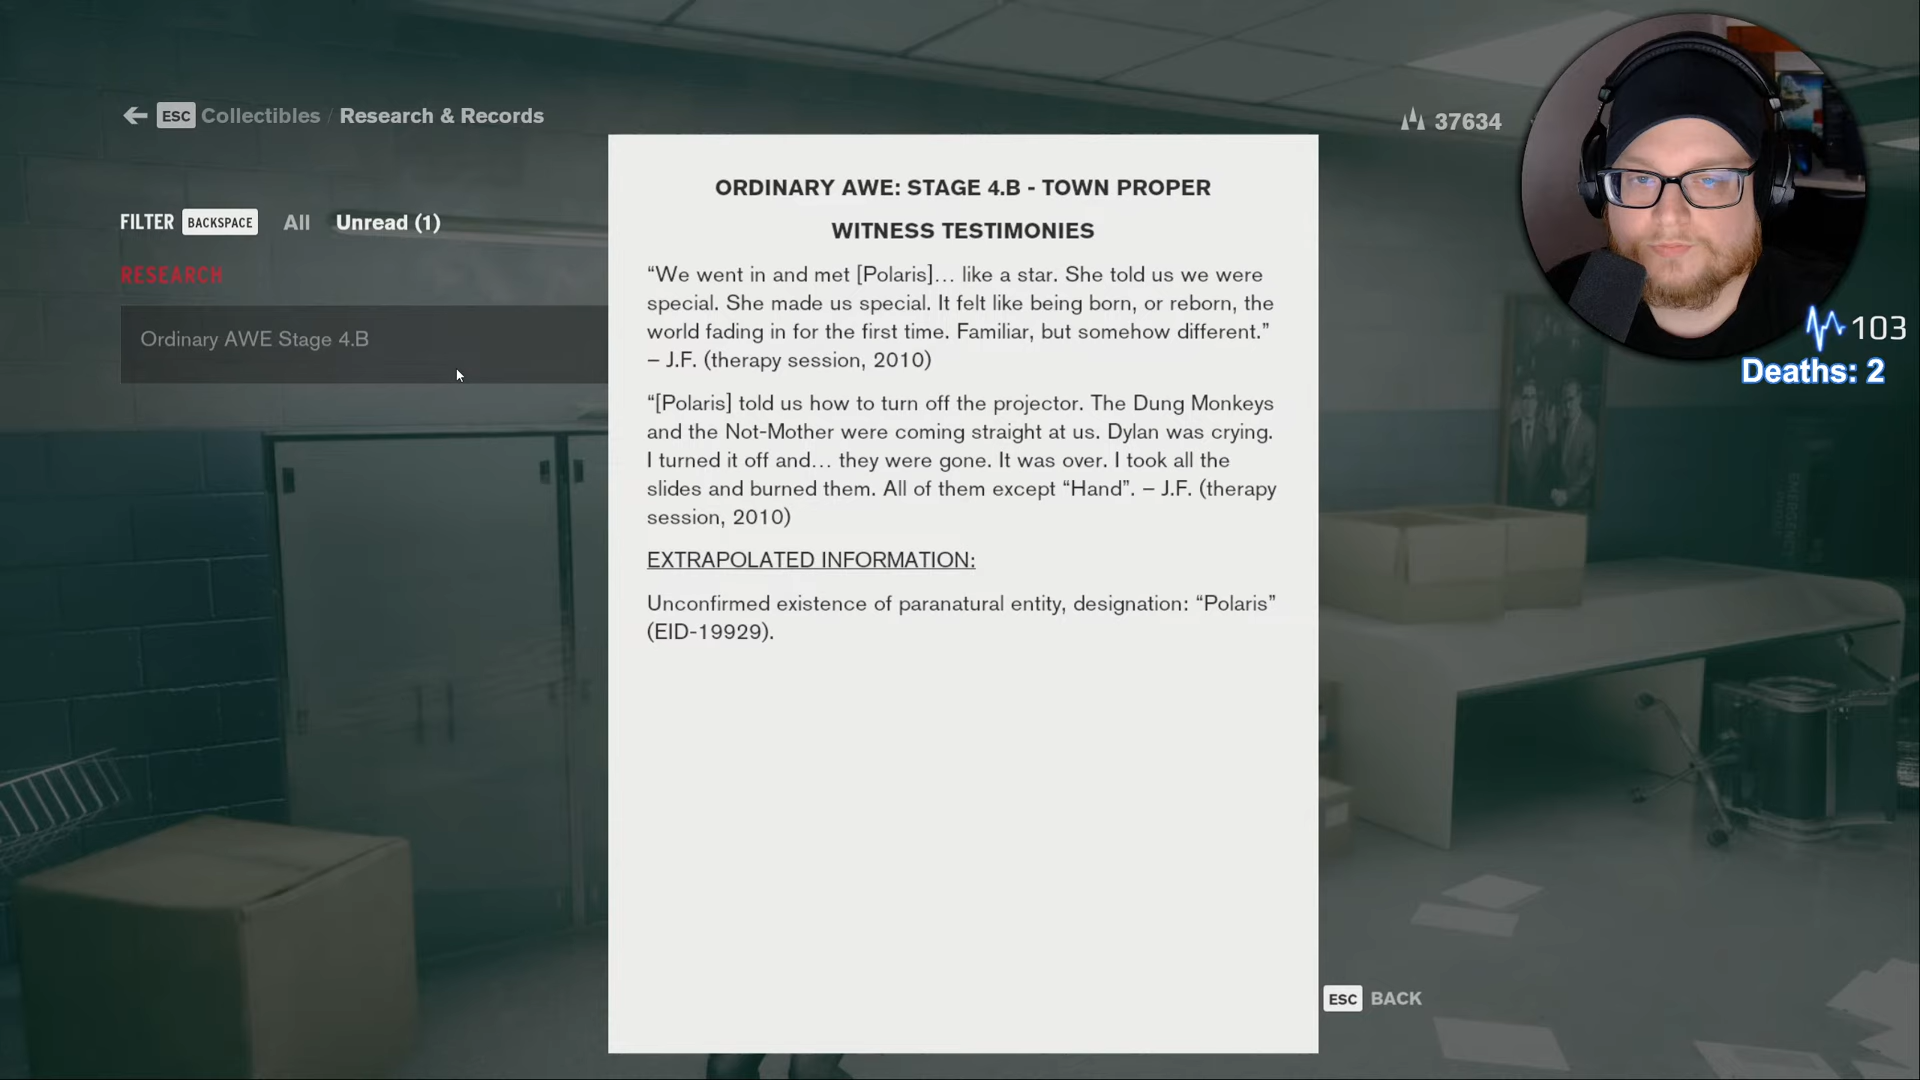 ESC Collectibles / Research & Records
37634
FILTER BACKSPACE All Unread (1)
RESEARCH
Ordinary AWE Stage 4.B
ORDINARY AWE: STAGE 4.B - TOWN PROPER
WITNESS TESTIMONIES
“We went in and met [Polaris]… like a star. She told us we were
special. She made us special. It felt like being born, or reborn, the
world fading in for the first time. Familiar, but somehow different.”
– J.F. (therapy session, 2010)
“[Polaris] told us how to turn off the projector. The Dung Monkeys
and the Not-Mother were coming straight at us. Dylan was crying.
I turned it off and… they were gone. It was over. I took all the
slides and burned them. All of them except “Hand”. – J.F. (therapy
session, 2010)
EXTRAPOLATED INFORMATION:
Unconfirmed existence of paranatural entity, designation: “Polaris”
(EID-19929).
103
Deaths: 2
ESC BACK